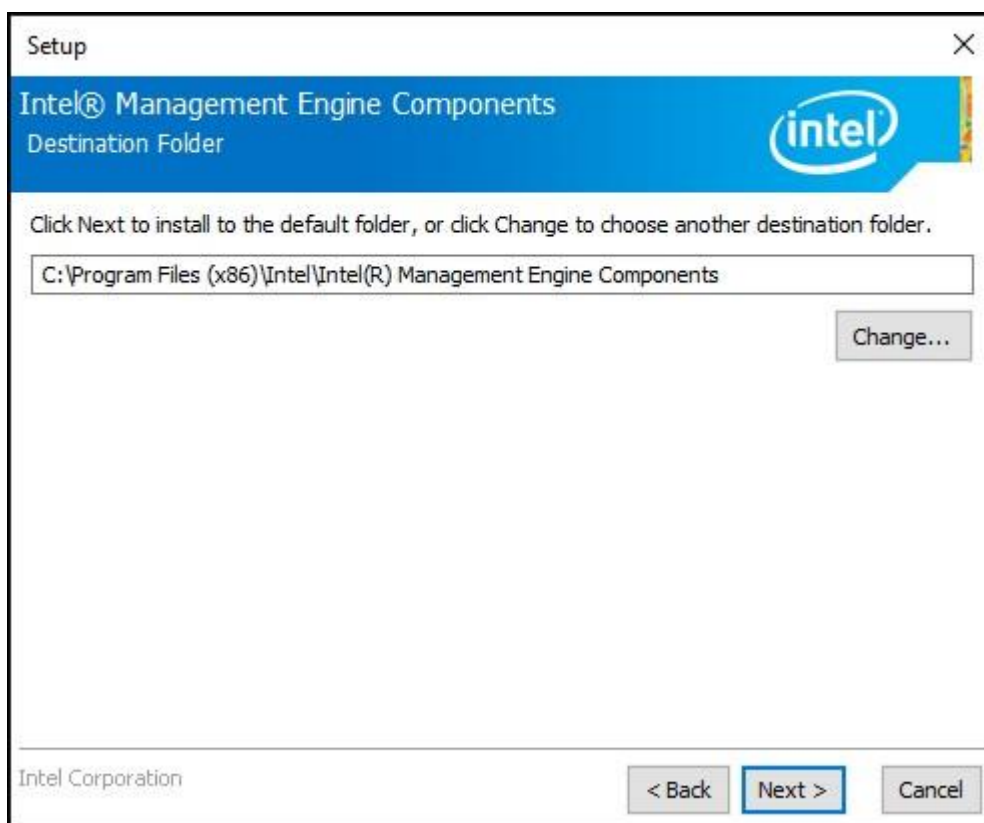 Setup
Intel® Management Engine Components
Destination Folder
intel
Click Next to install to the default folder, or click Change to choose another destination folder.
C:\Program Files (x86)\Intel\Intel(R) Management Engine Components
Change...
Intel Corporation
< Back
Next >
Cancel